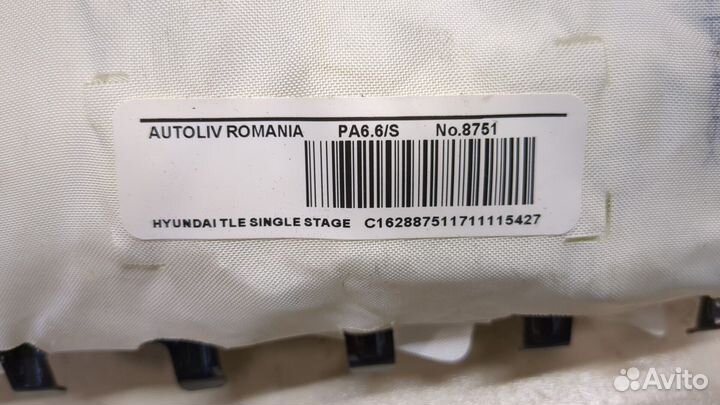 AUTOLIV ROMANIA PA6.6/S No.8751
HYUNDAI TLE SINGLE STAGE C162887511711115427
Avito